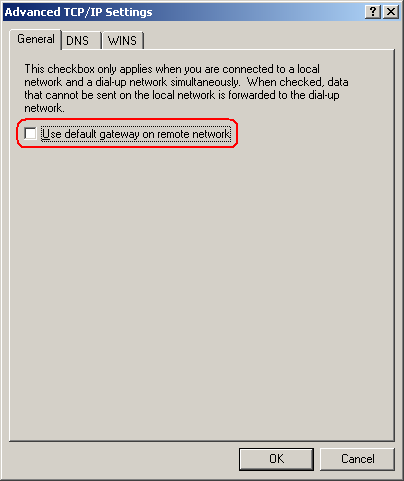 Advanced TCP/IP Settings
General DNS WINS
This checkbox only applies when you are connected to a local
network and a dial-up network simultaneously. When checked, data
that cannot be sent on the local network is forwarded to the dial-up
network.
Use default gateway on remote network
OK Cancel